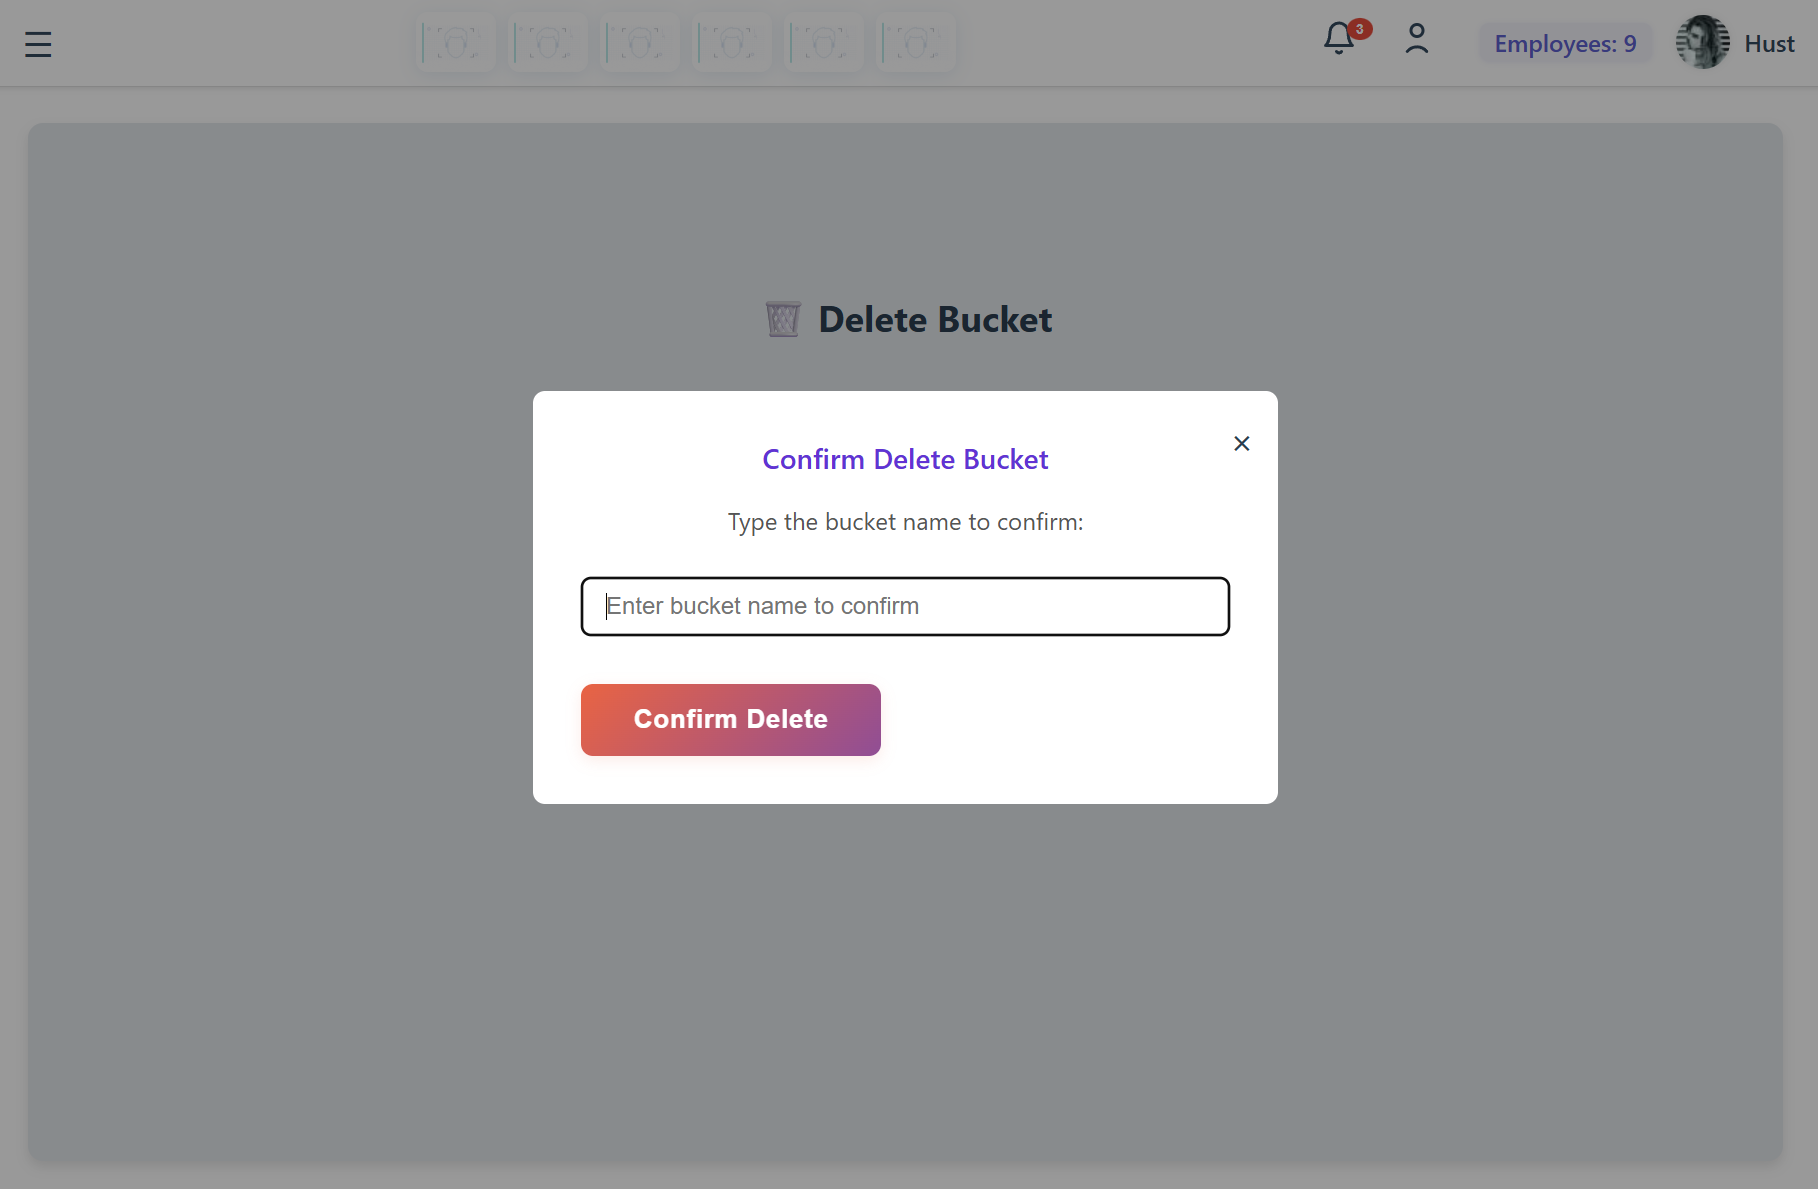 3
Employees: 9
Hust
Delete Bucket
Confirm Delete Bucket
Type the bucket name to confirm:
Enter bucket name to confirm
Confirm Delete